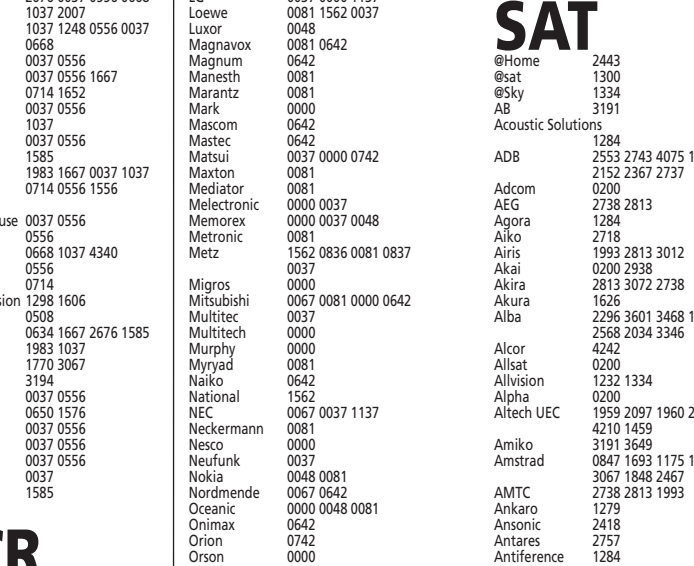 1037 2007
1037 1248 0556 0037
0668
0037 0556
0037 0556 1667
0714 1652
0037 0556
1037
0037 0556
1585
1983 1667 0037 1037
0714 0556 1556
use 0037 0556
0556
0668 1037 4340
0556
0714
sion 1298 1606
0508
0634 1667 2676 1585
1983 1037
1770 3067
3194
0037 0556
0650 1576
0037 0556
0037 0556
0037 0556
0037
1585
CR
Loewe 0081 1562 0037
Luxor 0048
Magnavox 0081 0642
Magnum 0642
Manesth 0081
Marantz 0081
Mark 0000
Mascom 0642
Mastec 0642
Matsui 0037 0000 0742
Maxton 0081
Mediator 0081
Melectronic 0000 0037
Memorex 0000 0037 0048
Metronic 0081
Metz 1562 0836 0081 0837
0037
Migros 0000
Mitsubishi 0067 0081 0000 0642
Multitec 0037
Multitech 0000
Murphy 0000
Myryad 0081
Naiko 0642
National 1562
NEC 0067 0037 1137
Neckermann 0081
Nesco 0000
Neufunk 0037
Nokia 0048 0081
Nordmende 0067 0642
Oceanic 0000 0048 0081
Onimax 0642
Orion 0742
Orson 0000
SAT
@Home 2443
@sat 1300
@Sky 1334
AB 3191
Acoustic Solutions
1284
ADB 2553 2743 4075 1
2152 2367 2737
Adcom 0200
AEG 2738 2813
Agora 1284
Aiko 2718
Airis 1993 2813 3012
Akai 0200 2938
Akira 2813 3072 2738
Akura 1626
Alba 2296 3601 3468 1
2568 2034 3346
Alcor 4242
Allsat 0200
Allvision 1232 1334
Alpha 0200
Altech UEC 1959 2097 1960 2
4210 1459
Amiko 3191 3649
Amstrad 0847 1693 1175 1
3067 1848 2467
AMTC 2738 2813 1993
Ankaro 1279
Ansonic 2418
Antares 2757
Antiference 1284